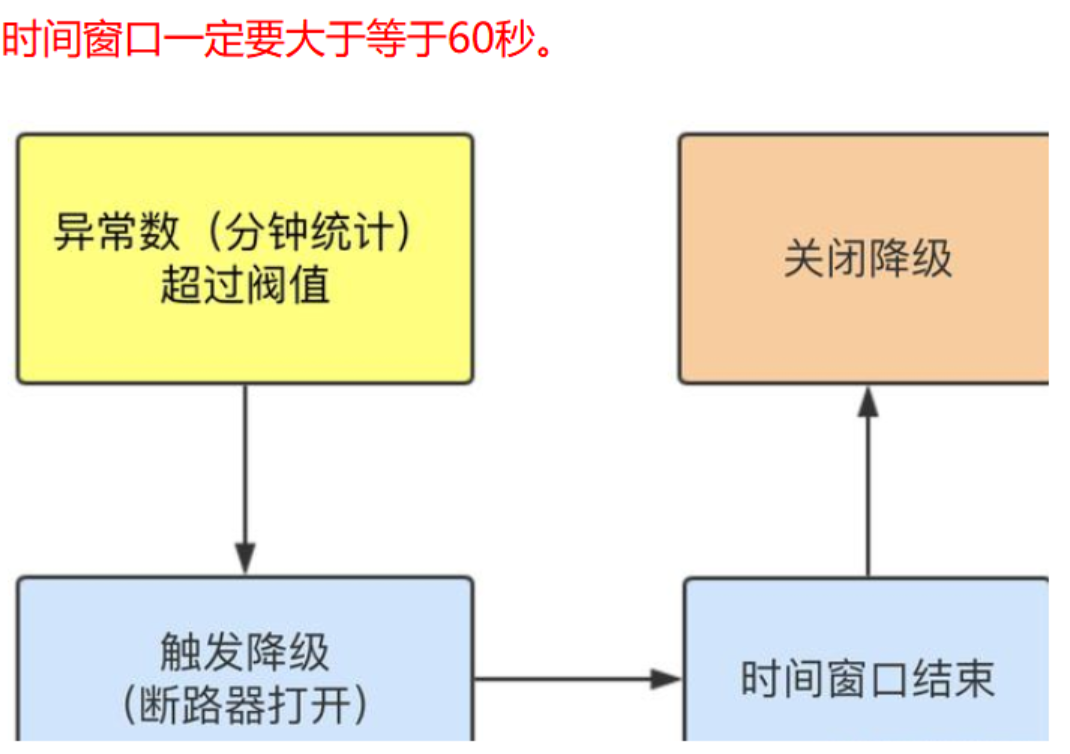 时间窗口一定要大于等于60秒。
异常数（分钟统计）
超过阀值
关闭降级
触发降级
（断路器打开）
时间窗口结束